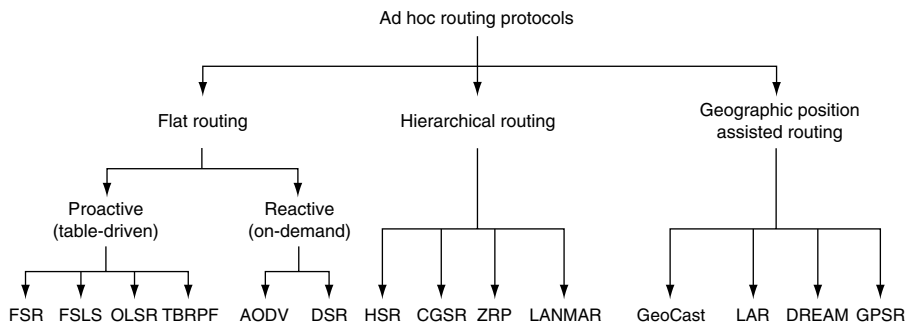 Ad hoc routing protocols
Flat routing
Hierarchical routing
Geographic position
assisted routing
Proactive
(table-driven)
Reactive
(on-demand)
FSR FSLS OLSR TBRPF AODV DSR HSR CGSR ZRP LANMAR GeoCast LAR DREAM GPSR